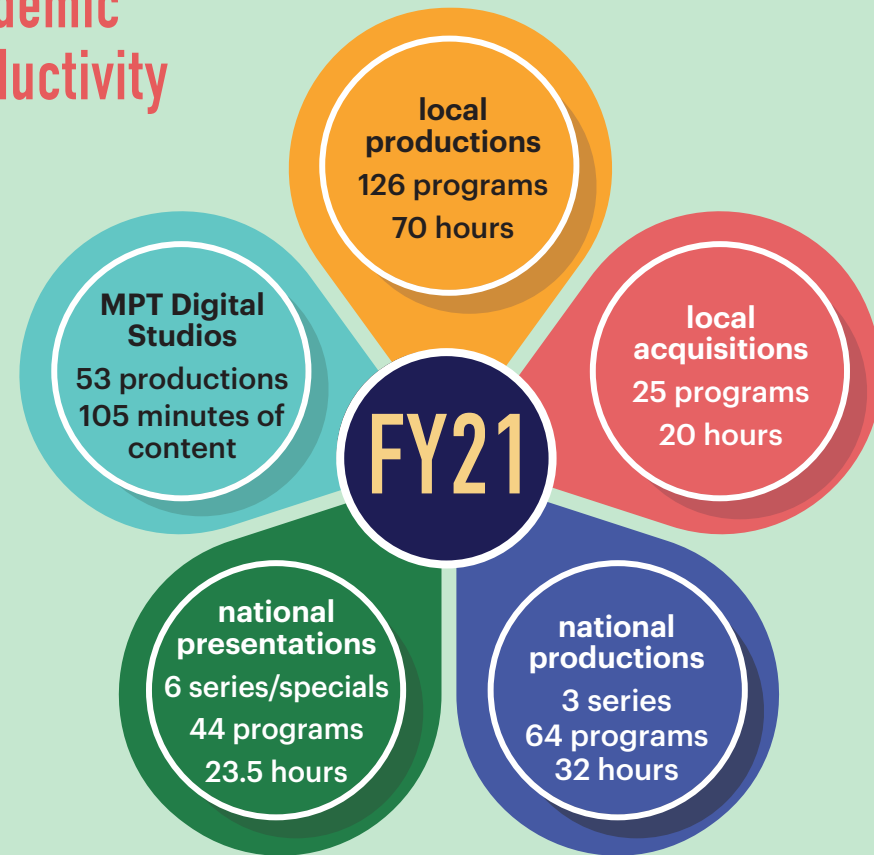 local
productions
126 programs
70 hours
MPT Digital
Studios
53 productions
105 minutes of
content
local
acquisitions
25 programs
20 hours
FY21
national
presentations
6 series/specials
44 programs
23.5 hours
national
productions
3 series
64 programs
32 hours